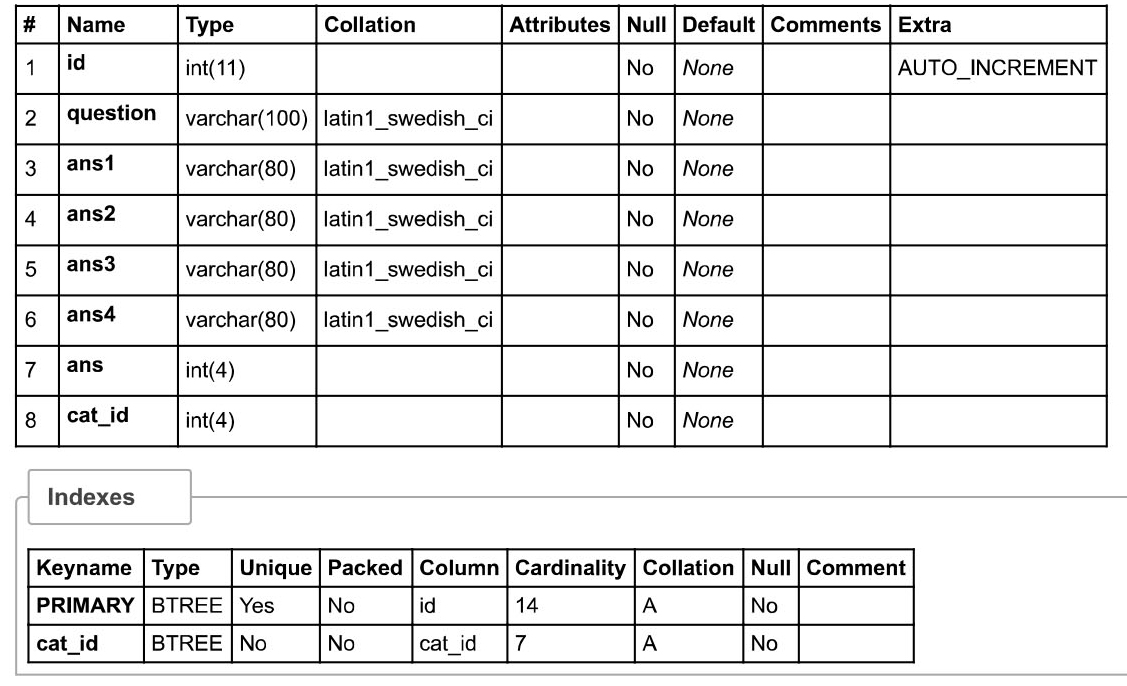 # Name Type Collation Attributes Null Default Comments Extra
1 id int(11) No None AUTO_INCREMENT
2 question varchar(100) latin1_swedish_ci No None
3 ans1 varchar(80) latin1_swedish_ci No None
4 ans2 varchar(80) latin1_swedish_ci No None
5 ans3 varchar(80) latin1_swedish_ci No None
6 ans4 varchar(80) latin1_swedish_ci No None
7 ans int(4) No None
8 cat_id int(4) No None
Indexes
Keyname Type Unique Packed Column Cardinality Collation Null Comment
PRIMARY BTREE Yes No id 14 A No
cat_id BTREE No No cat_id 7 A No